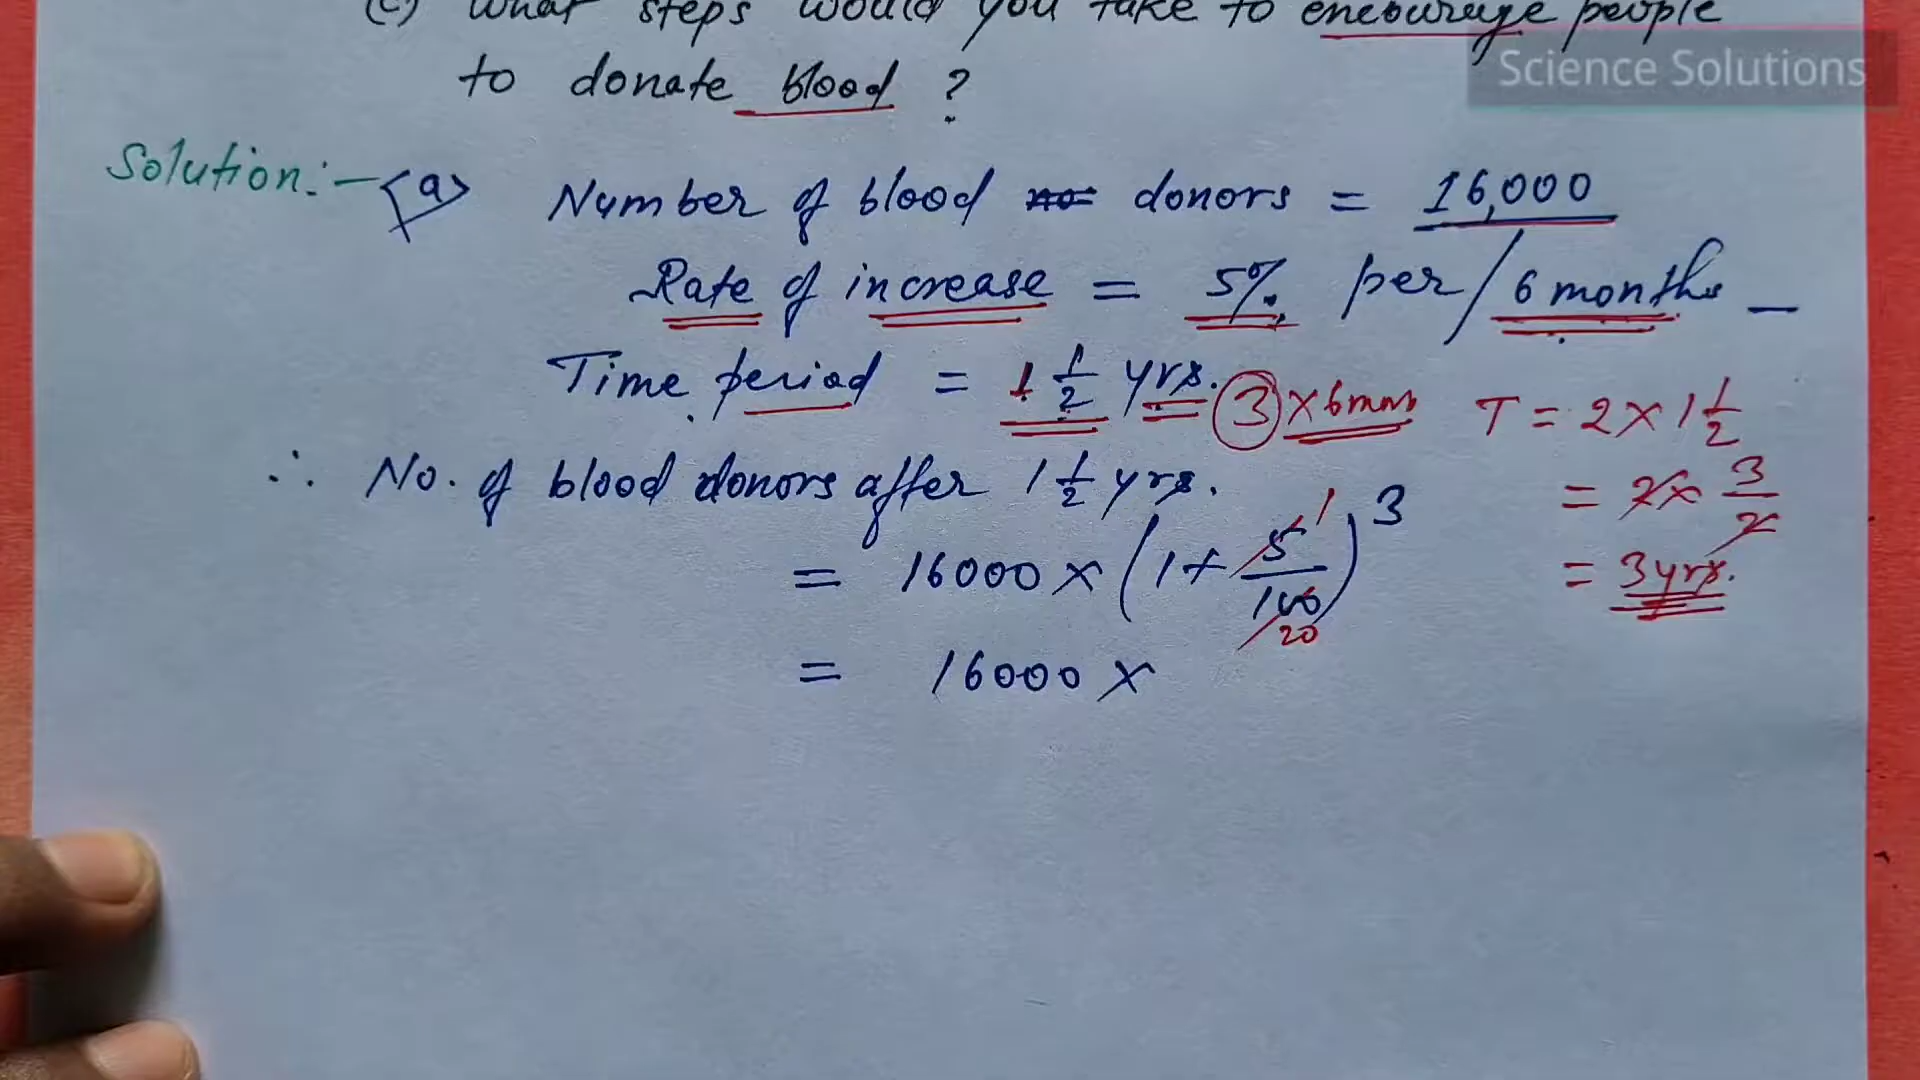 (c) What steps would you take to encourage people
Science Solutions
to donate blood ?
Solution:- <a> Number of blood donors = 16,000
Rate of increase = 5% per / 6 months
Time period = 1 1/2 yrs. 3 x 6 T = 2 x 1 1/2
∴ No. of blood donors after 1 1/2 yrs. = 2 x 3/2
= 16000 x (1 + 5/100)^3 1 20 = 3 yrs.
= 16000 x